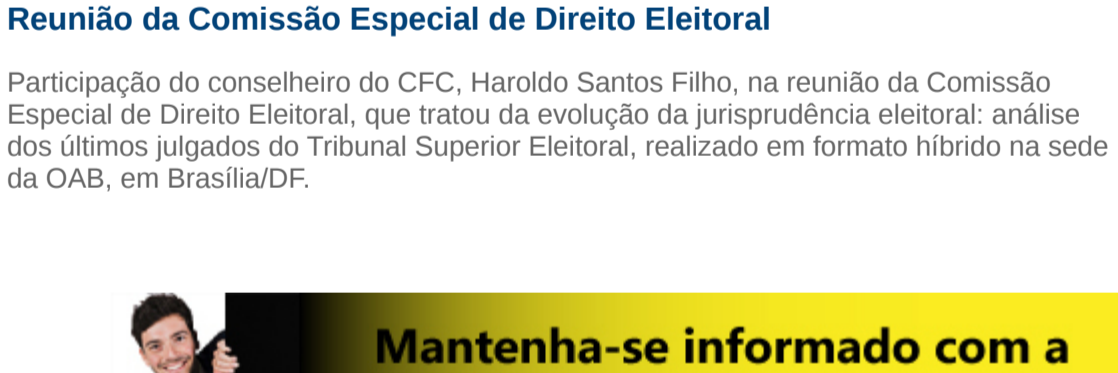 Reunião da Comissão Especial de Direito Eleitoral
Participação do conselheiro do CFC, Haroldo Santos Filho, na reunião da Comissão
Especial de Direito Eleitoral, que tratou da evolução da jurisprudência eleitoral: análise
dos últimos julgados do Tribunal Superior Eleitoral, realizado em formato híbrido na sede
da OAB, em Brasília/DF.
Mantenha-se informado com a